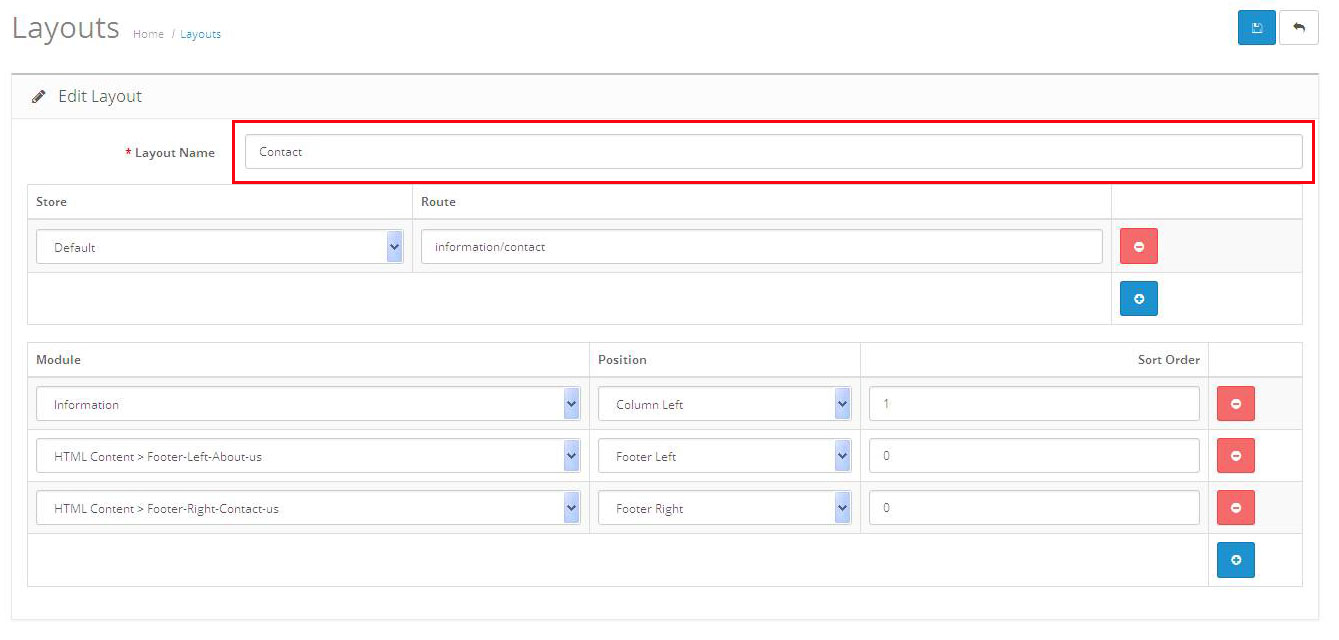 Layouts Home / Layouts
Edit Layout
* Layout Name Contact
Store Route
Default information/contact
Module Position Sort Order
Information Column Left 1
HTML Content > Footer-Left-About-us Footer Left 0
HTML Content > Footer-Right-Contact-us Footer Right 0